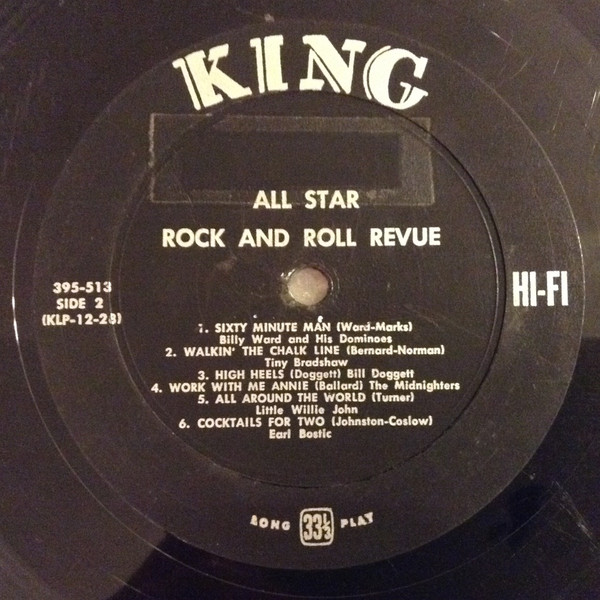 KING
ALL STAR
ROCK AND ROLL REVUE
395-513
SIDE 2
(KLP-12-28)
HI-FI
1. SIXTY MINUTE MAN (Ward-Marks)
Billy Ward and His Dominoes
2. WALKIN' THE CHALK LINE (Bernard-Norman)
Tiny Bradshaw
3. HIGH HEELS (Doggett) Bill Doggett
4. WORK WITH ME ANNIE (Ballard) The Midnighters
5. ALL AROUND THE WORLD (Turner)
Little Willie John
6. COCKTAILS FOR TWO (Johnston-Coslow)
Earl Bostic
LONG 33⅓ PLAY